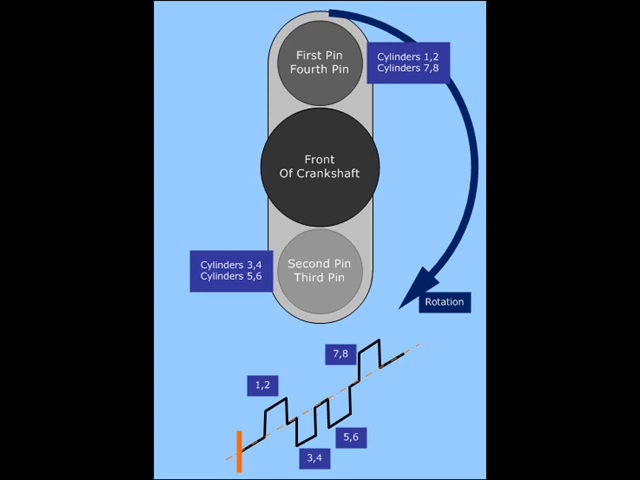 First Pin
Fourth Pin
Cylinders 1,2
Cylinders 7,8
Front
Of Crankshaft
Cylinders 3,4
Cylinders 5,6
Second Pin
Third Pin
Rotation
7,8
1,2
5,6
3,4